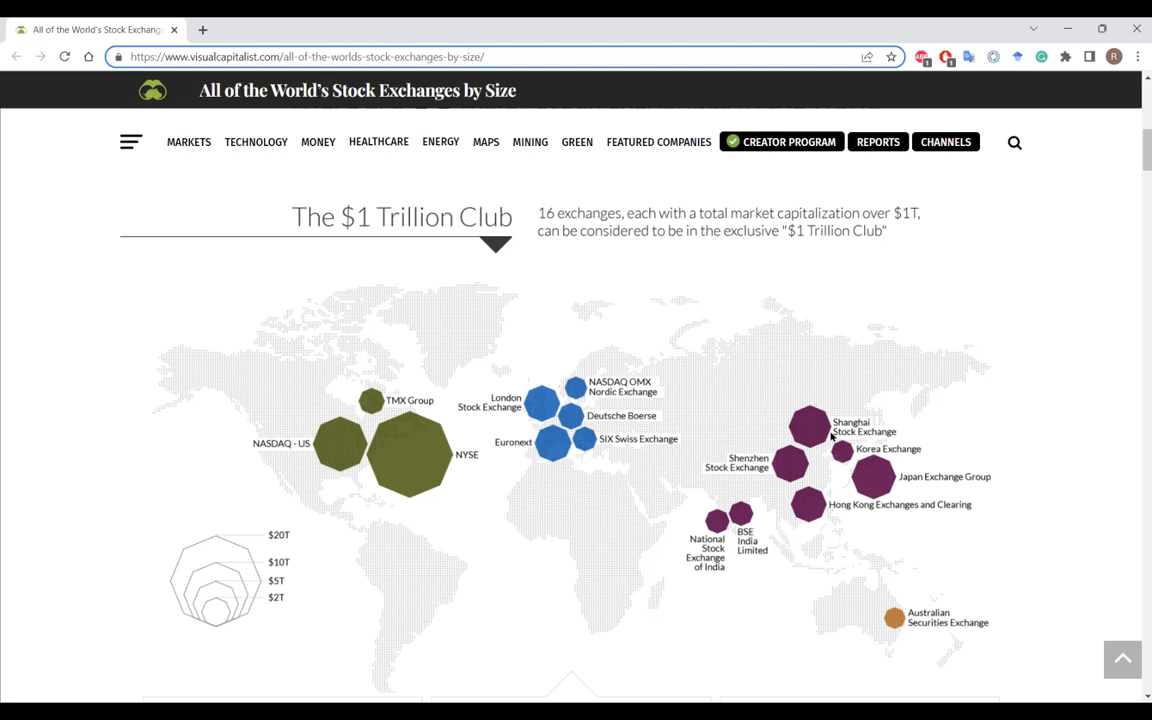 All of the World's Stock Exchang
https://www.visualcapitalist.com/all-of-the-worlds-stock-exchanges-by-size/
1
1
R
All of the World's Stock Exchanges by Size
MARKETS TECHNOLOGY MONEY HEALTHCARE ENERGY MAPS MINING GREEN FEATURED COMPANIES CREATOR PROGRAM REPORTS CHANNELS
The $1 Trillion Club
16 exchanges, each with a total market capitalization over $1T,
can be considered to be in the exclusive "$1 Trillion Club"
NASDAQ OMX
Nordic Exchange
London
Stock Exchange
TMX Group
Deutsche Boerse
Shanghai
Stock Exchange
NASDAQ - US
Euronext
SIX Swiss Exchange
Korea Exchange
NYSE
Shenzhen
Stock Exchange
Japan Exchange Group
Hong Kong Exchanges and Clearing
National
Stock
Exchange
of India
BSE
India
Limited
$20T
$10T
$5T
$2T
Australian
Securities Exchange